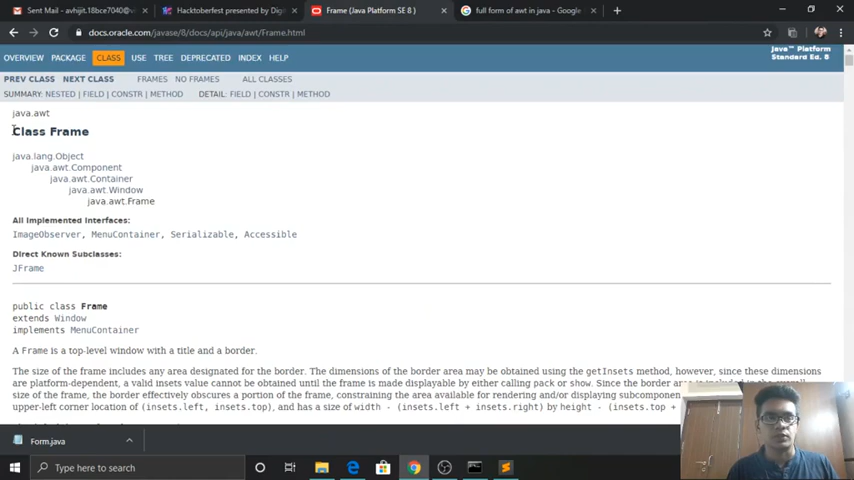 Sent Mail - avhijit.18bce7040@vi
Hacktoberfest presented by Digi
Frame (Java Platform SE 8 )
full form of awt in java - Google
docs.oracle.com/javase/8/docs/api/java/awt/Frame.html
OVERVIEW PACKAGE CLASS USE TREE DEPRECATED INDEX HELP
Java™ Platform
Standard Ed. 8
PREV CLASS NEXT CLASS FRAMES NO FRAMES ALL CLASSES
SUMMARY: NESTED | FIELD | CONSTR | METHOD DETAIL: FIELD | CONSTR | METHOD
java.awt
Class Frame
java.lang.Object
java.awt.Component
java.awt.Container
java.awt.Window
java.awt.Frame
All Implemented Interfaces:
ImageObserver, MenuContainer, Serializable, Accessible
Direct Known Subclasses:
JFrame
public class Frame
extends Window
implements MenuContainer
A Frame is a top-level window with a title and a border.
The size of the frame includes any area designated for the border. The dimensions of the border area may be obtained using the getInsets method, however, since these dimensions
are platform-dependent, a valid insets value cannot be obtained until the frame is made displayable by either calling pack or show. Since the border area is included in the overall
size of the frame, the border effectively obscures a portion of the frame, constraining the area available for rendering and/or displaying subcomponen
upper-left corner location of (insets.left, insets.top), and has a size of width - (insets.left + insets.right) by height - (insets.top +
Form.java
Type here to search